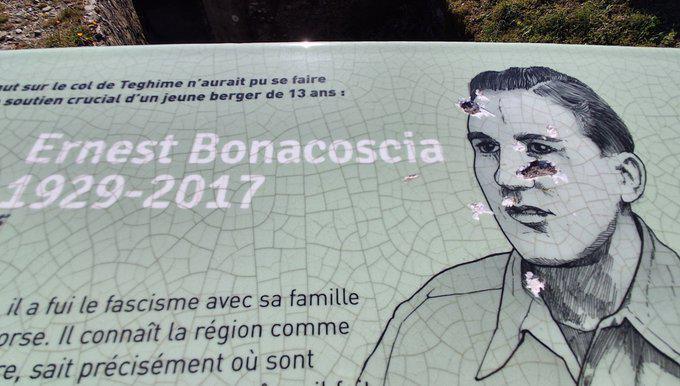 ut sur le col de Teghime n'aurait pu se faire
soutien crucial d'un jeune berger de 13 ans :
Ernest Bonacoscia
1929-2017
il a fui le fascisme avec sa famille
orse. Il connaît la région comme
re, sait précisément où sont